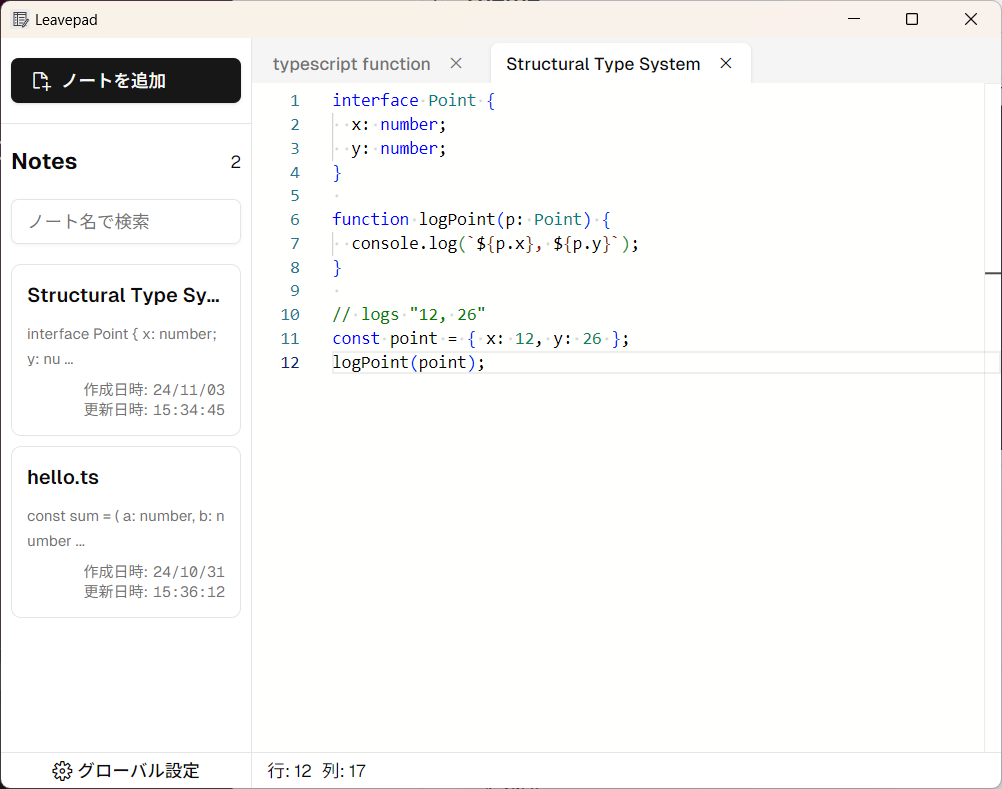 Leavepad
ノートを追加
Notes 2
ノート名で検索
Structural Type Sy...
interface Point { x: number;
y: nu ...
作成日時: 24/11/03
更新日時: 15:34:45
hello.ts
const sum = ( a: number, b: n
umber ...
作成日時: 24/10/31
更新日時: 15:36:12
グローバル設定
typescript function
Structural Type System
1 interface Point {
2   x: number;
3   y: number;
4 }
5
6 function logPoint(p: Point) {
7   console.log(`${p.x}, ${p.y}`);
8 }
9
10 // logs "12, 26"
11 const point = { x: 12, y: 26 };
12 logPoint(point);
行: 12 列: 17